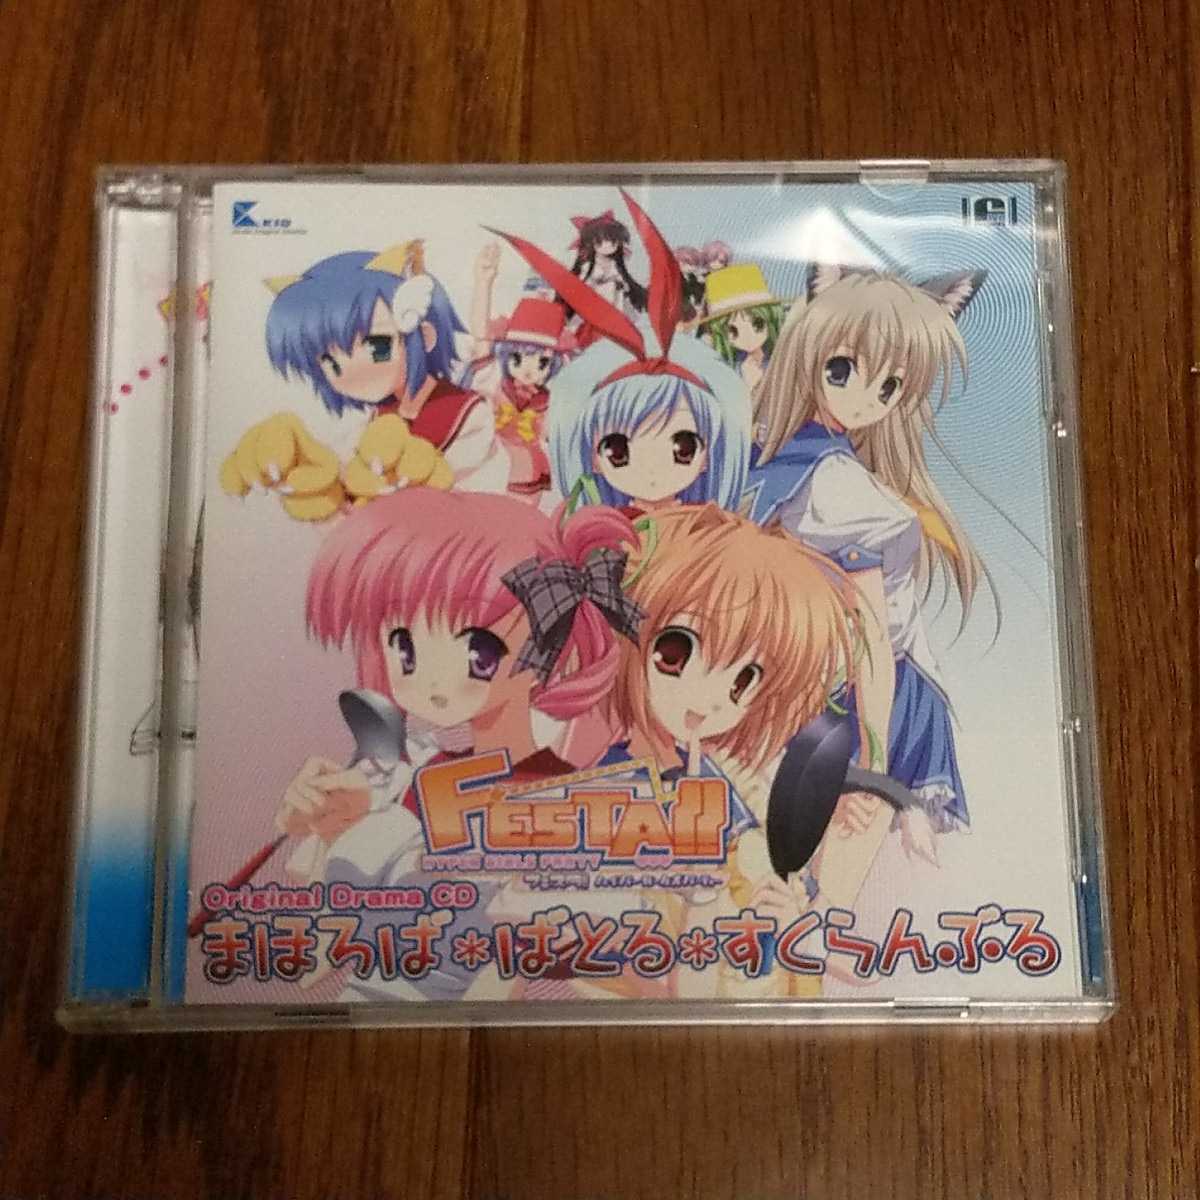 KID
FESTA!!
HYPER GIRLS PARTY
フェスタ!! ハイパーガールズパーティー
Original Drama CD
まほろば*ばとる*すくらんぶる